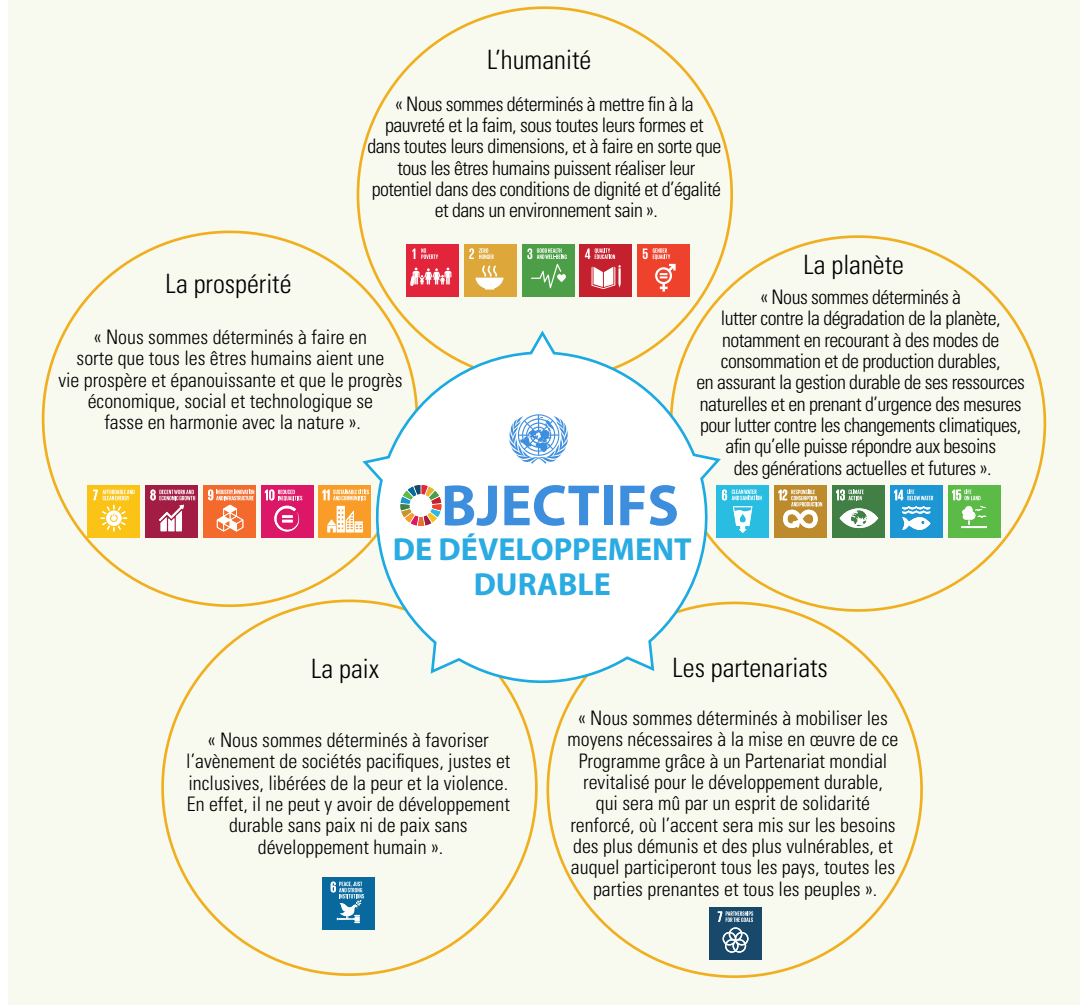 L'humanité
« Nous sommes déterminés à mettre fin à la
pauvreté et la faim, sous toutes leurs formes et
dans toutes leurs dimensions, et à faire en sorte que
tous les êtres humains puissent réaliser leur
potentiel dans des conditions de dignité et d'égalité
et dans un environnement sain ».
1 NO
POVERTY
2 ZERO
HUNGER
3 GOOD HEALTH
AND WELL-BEING
4 QUALITY
EDUCATION
5 GENDER
EQUALITY
La prospérité
« Nous sommes déterminés à faire en
sorte que tous les êtres humains aient une
vie prospère et épanouissante et que le progrès
économique, social et technologique se
fasse en harmonie avec la nature ».
7 AFFORDABLE AND
CLEAN ENERGY
8 DECENT WORK AND
ECONOMIC GROWTH
9 INDUSTRY, INNOVATION
AND INFRASTRUCTURE
10 REDUCED
INEQUALITIES
11 SUSTAINABLE CITIES
AND COMMUNITIES
La planète
« Nous sommes déterminés à
lutter contre la dégradation de la planète,
notamment en recourant à des modes de
consommation et de production durables,
en assurant la gestion durable de ses ressources
naturelles et en prenant d'urgence des mesures
pour lutter contre les changements climatiques,
afin qu'elle puisse répondre aux besoins
des générations actuelles et futures ».
6 CLEAN WATER
AND SANITATION
12 RESPONSIBLE
CONSUMPTION
AND PRODUCTION
13 CLIMATE
ACTION
14 LIFE
BELOW WATER
15 LIFE
ON LAND
OBJECTIFS
DE DÉVELOPPEMENT
DURABLE
La paix
« Nous sommes déterminés à favoriser
l'avènement de sociétés pacifiques, justes et
inclusives, libérées de la peur et la violence.
En effet, il ne peut y avoir de développement
durable sans paix ni de paix sans
développement humain ».
6 PEACE, JUST
AND STRONG
INSTITUTIONS
Les partenariats
« Nous sommes déterminés à mobiliser les
moyens nécessaires à la mise en œuvre de ce
Programme grâce à un Partenariat mondial
revitalisé pour le développement durable,
qui sera mû par un esprit de solidarité
renforcé, où l'accent sera mis sur les besoins
des plus démunis et des plus vulnérables, et
auquel participeront tous les pays, toutes les
parties prenantes et tous les peuples ».
7 PARTNERSHIPS
FOR THE GOALS